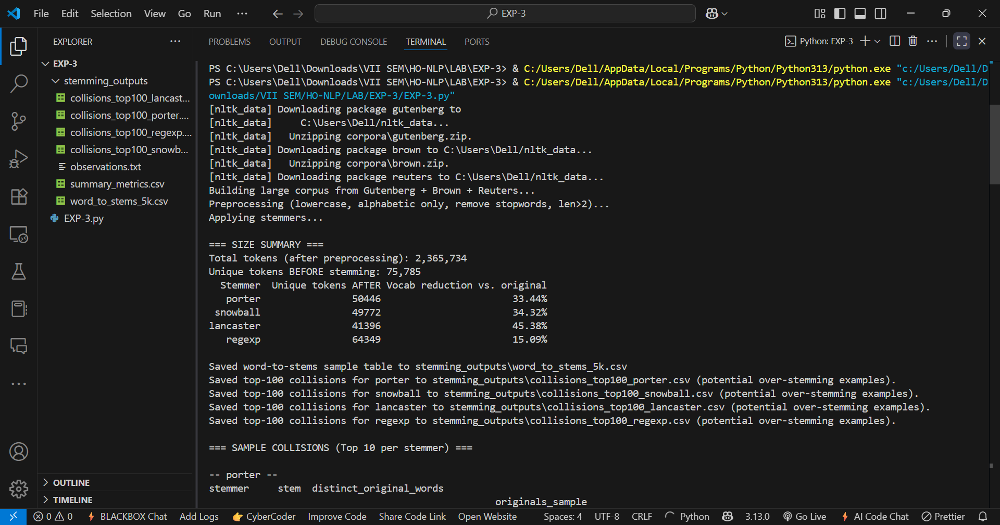 File Edit Selection View Go Run ··· EXP-3
EXPLORER ···
EXP-3
stemming_outputs
collisions_top100_lancast...
collisions_top100_porter....
collisions_top100_regexp....
collisions_top100_snowb...
observations.txt
summary_metrics.csv
word_to_stems_5k.csv
EXP-3.py
OUTLINE
TIMELINE
PROBLEMS OUTPUT DEBUG CONSOLE TERMINAL PORTS Python: EXP-3
PS C:\Users\Dell\Downloads\VII SEM\HO-NLP\LAB\EXP-3> & C:/Users/Dell/AppData/Local/Programs/Python/Python313/python.exe "c:/Users/Dell/D
PS C:\Users\Dell\Downloads\VII SEM\HO-NLP\LAB\EXP-3> & C:/Users/Dell/AppData/Local/Programs/Python/Python313/python.exe "c:/Users/Dell/D
ownloads/VII SEM/HO-NLP/LAB/EXP-3/EXP-3.py"
[nltk_data] Downloading package gutenberg to
[nltk_data]     C:\Users\Dell/nltk_data...
[nltk_data]   Unzipping corpora\gutenberg.zip.
[nltk_data] Downloading package brown to C:\Users\Dell/nltk_data...
[nltk_data]   Unzipping corpora\brown.zip.
[nltk_data] Downloading package reuters to C:\Users\Dell/nltk_data...
Building large corpus from Gutenberg + Brown + Reuters...
Preprocessing (lowercase, alphabetic only, remove stopwords, len>2)...
Applying stemmers...
=== SIZE SUMMARY ===
Total tokens (after preprocessing): 2,365,734
Unique tokens BEFORE stemming: 75,785
Stemmer Unique tokens AFTER Vocab reduction vs. original
porter 50446 33.44%
snowball 49772 34.32%
lancaster 41396 45.38%
regexp 64349 15.09%
Saved word-to-stems sample table to stemming_outputs\word_to_stems_5k.csv
Saved top-100 collisions for porter to stemming_outputs\collisions_top100_porter.csv (potential over-stemming examples).
Saved top-100 collisions for snowball to stemming_outputs\collisions_top100_snowball.csv (potential over-stemming examples).
Saved top-100 collisions for lancaster to stemming_outputs\collisions_top100_lancaster.csv (potential over-stemming examples).
Saved top-100 collisions for regexp to stemming_outputs\collisions_top100_regexp.csv (potential over-stemming examples).
=== SAMPLE COLLISIONS (Top 10 per stemmer) ===
-- porter --
stemmer stem distinct_original_words
originals_sample
0 0 BLACKBOX Chat Add Logs CyberCoder Improve Code Share Code Link Open Website Spaces: 4 UTF-8 CRLF Python 3.13.0 Go Live AI Code Chat Prettier